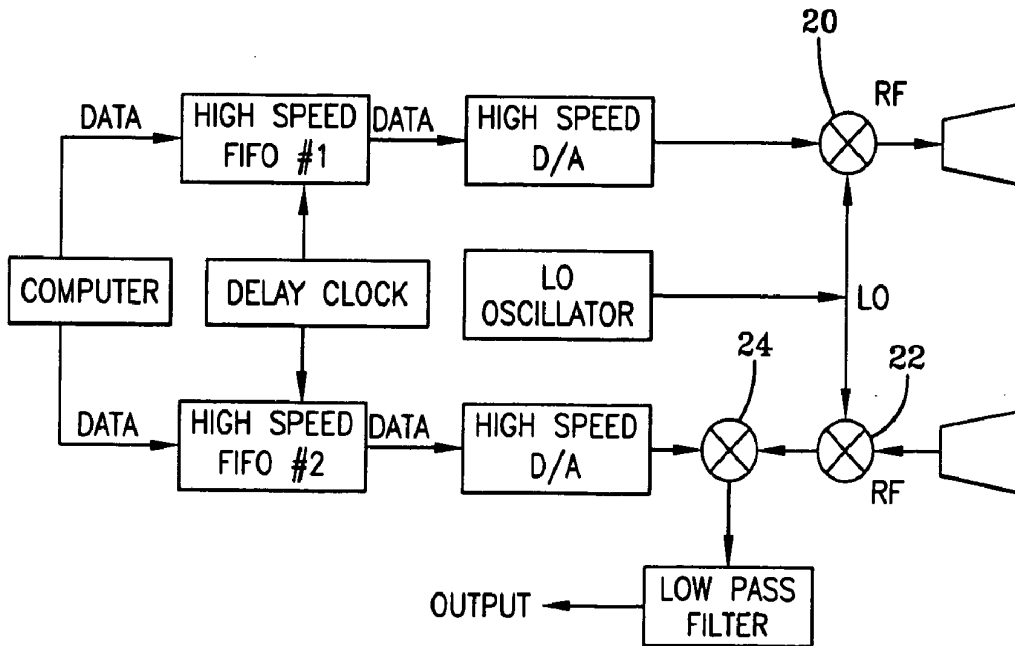 20
RF
DATA
HIGH SPEED
FIFO #1
DATA
HIGH SPEED
D/A
COMPUTER
DELAY CLOCK
LO
OSCILLATOR
LO
24
22
DATA
HIGH SPEED
FIFO #2
DATA
HIGH SPEED
D/A
RF
OUTPUT
LOW PASS
FILTER